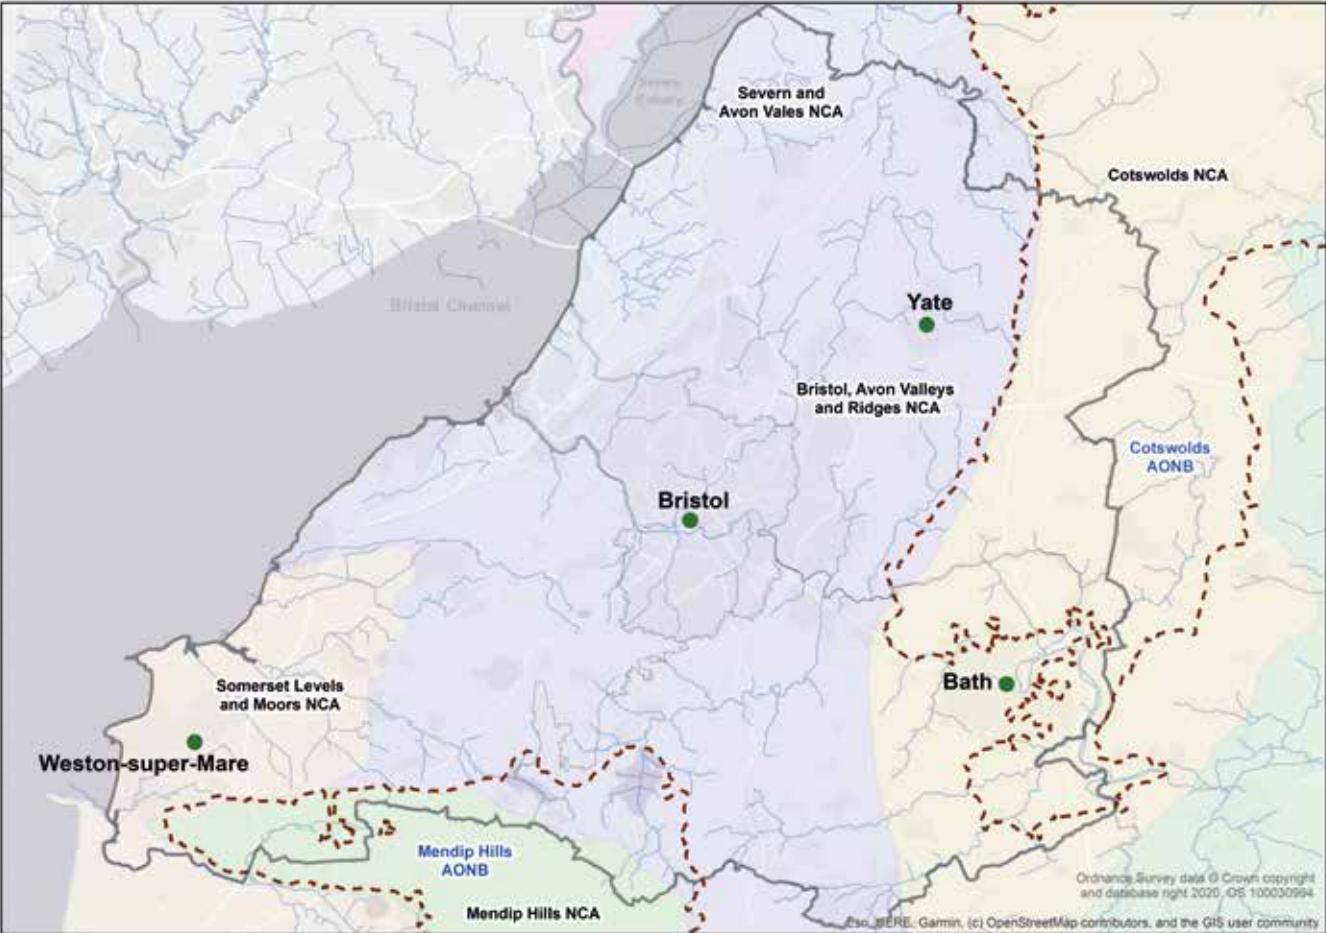 Severn
Estuary
Severn and
Avon Vales NCA
Cotswolds NCA
Bristol Channel
Yate
Bristol, Avon Valleys
and Ridges NCA
Cotswolds
AONB
Bristol
Somerset Levels
and Moors NCA
Bath
Weston-super-Mare
Mendip Hills
AONB
Mendip Hills NCA
Ordnance Survey data © Crown copyright
and database right 2020. OS 100030994
Esri, HERE, Garmin, (c) OpenStreetMap contributors, and the GIS user community